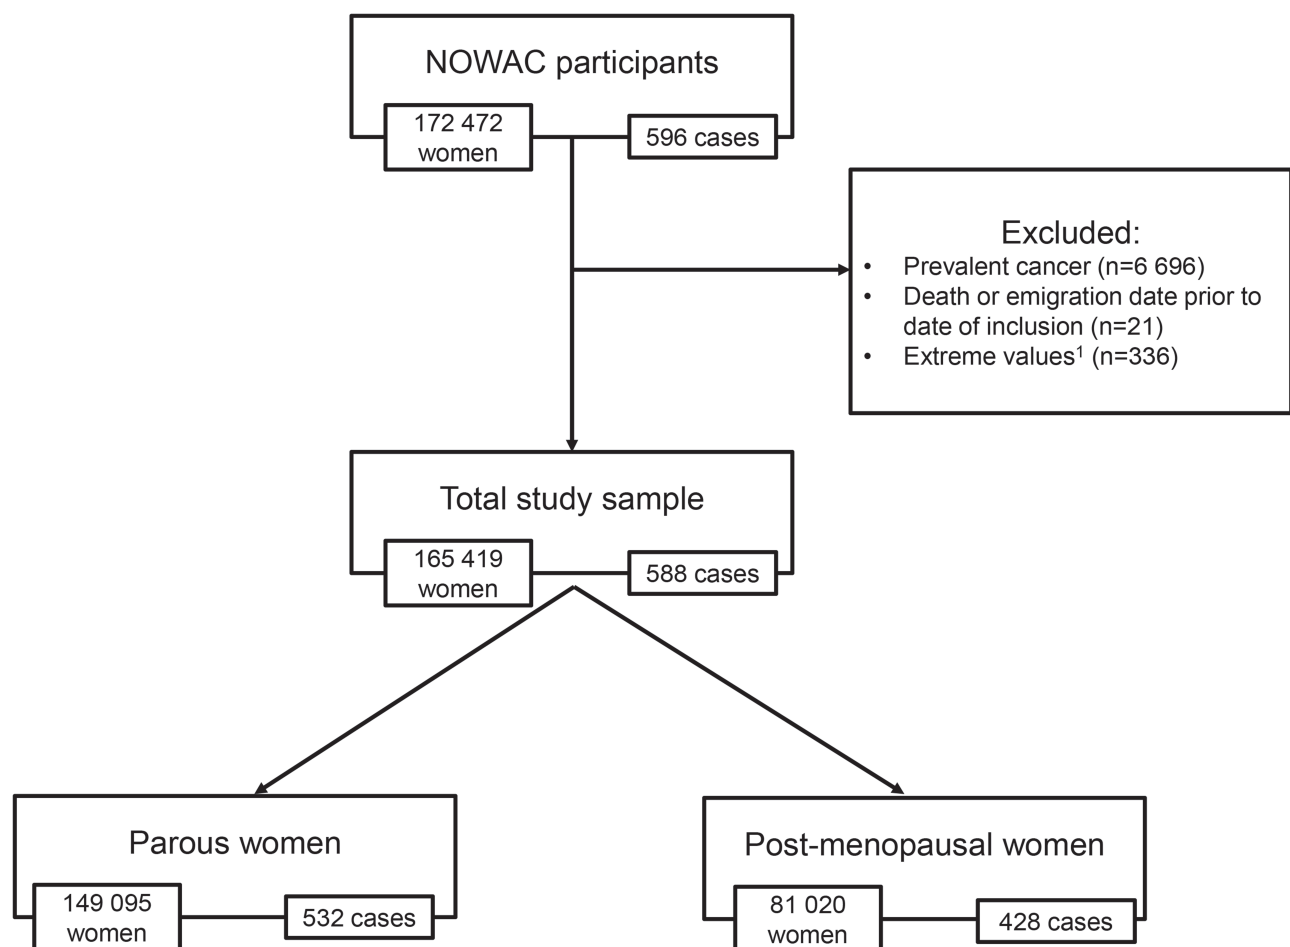 NOWAC participants
172 472
women
596 cases
Excluded:
• Prevalent cancer (n=6 696)
• Death or emigration date prior to
date of inclusion (n=21)
• Extreme values¹ (n=336)
Total study sample
165 419
women
588 cases
Parous women
149 095
women
532 cases
Post-menopausal women
81 020
women
428 cases